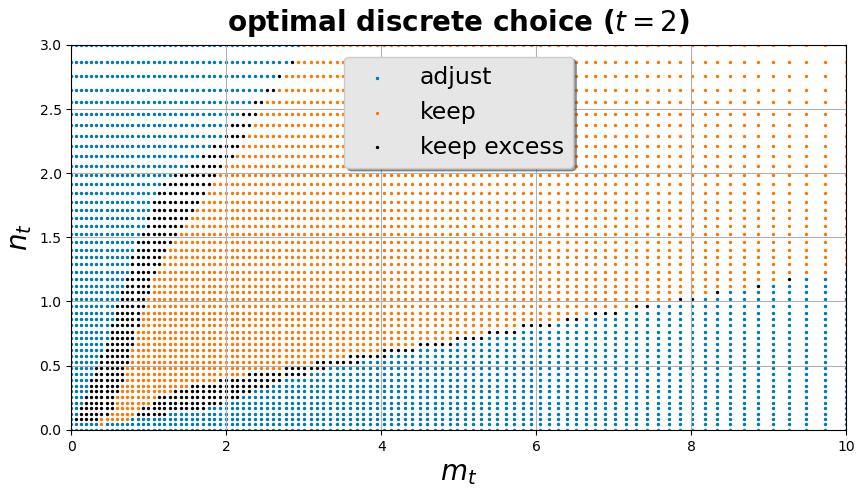 optimal discrete choice (t = 2)
adjust
keep
keep excess
n_t
3.0
2.5
2.0
1.5
1.0
0.5
0.0
0 2 4 6 8 10
m_t